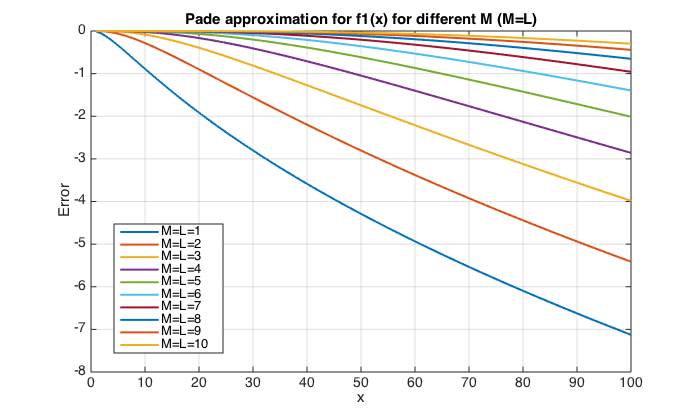 Pade approximation for f1(x) for different M (M=L)
0
-1
-2
-3
-4
-5
-6
-7
-8
Error
M=L=1
M=L=2
M=L=3
M=L=4
M=L=5
M=L=6
M=L=7
M=L=8
M=L=9
M=L=10
0 10 20 30 40 50 60 70 80 90 100
x